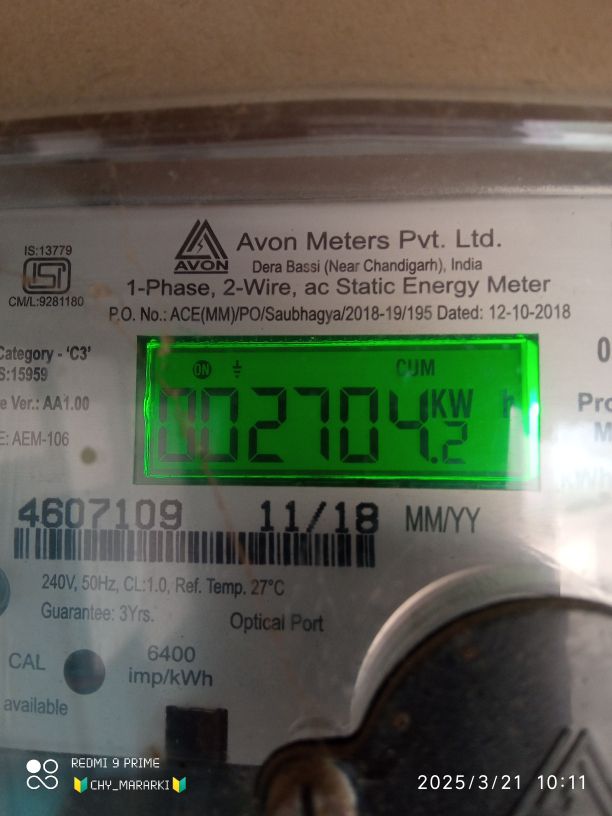 IS:13779
ISI
CM/L:9281180
AVON
Avon Meters Pvt. Ltd.
Dera Bassi (Near Chandigarh), India
1-Phase, 2-Wire, ac Static Energy Meter
P.O. No.: ACE(MM)/PO/Saubhagya/2018-19/195 Dated: 12-10-2018
Category - 'C3'
S:15959
e Ver.: AA1.00
E: AEM-106
ON CUM
002704.2 KW h
0
Pro
M
kWh
4607109 11/18 MM/YY
240V, 50Hz, CL:1.0, Ref. Temp. 27°C
Guarantee: 3Yrs.
Optical Port
CAL
6400
imp/kWh
available
REDMI 9 PRIME
CHY_MARARKI
2025/3/21 10:11